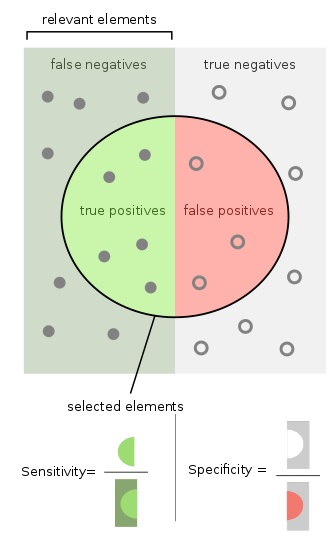 relevant elements
false negatives
true negatives
true positives
false positives
selected elements
Sensitivity=
Specificity =